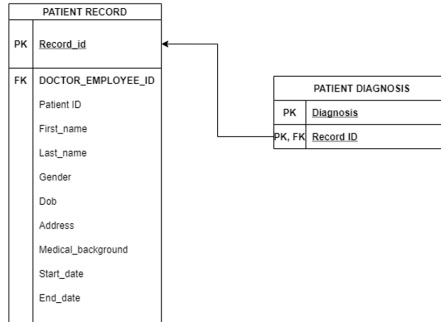 PATIENT RECORD
PK Record_id
FK DOCTOR_EMPLOYEE_ID
Patient ID
First_name
Last_name
Gender
Dob
Address
Medical_background
Start_date
End_date
PATIENT DIAGNOSIS
PK Diagnosis
PK, FK Record ID